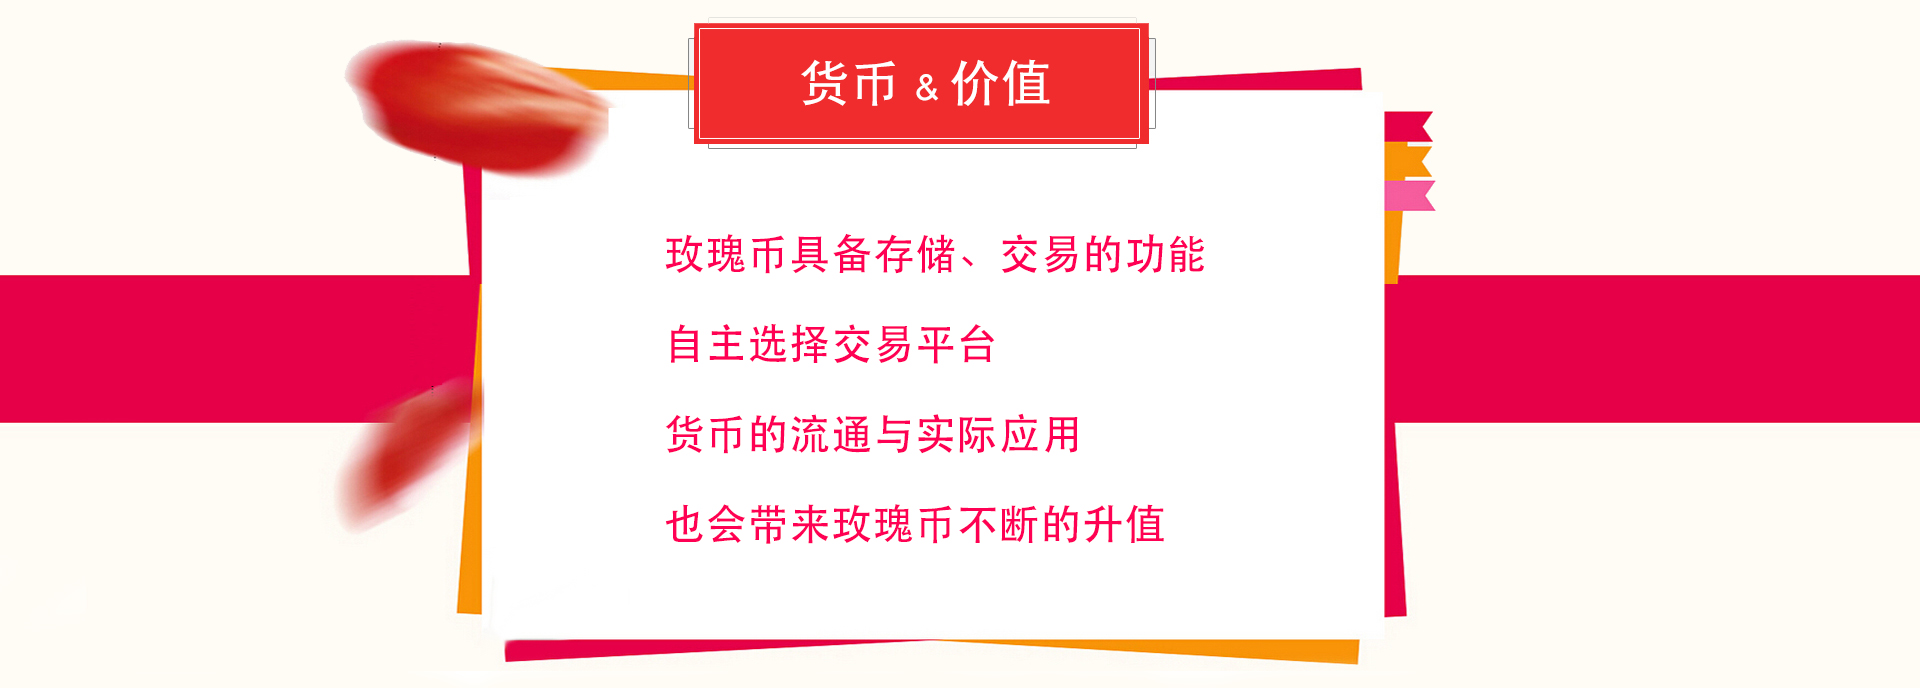 货币 & 价值
玫瑰币具备存储、交易的功能
自主选择交易平台
货币的流通与实际应用
也会带来玫瑰币不断的升值